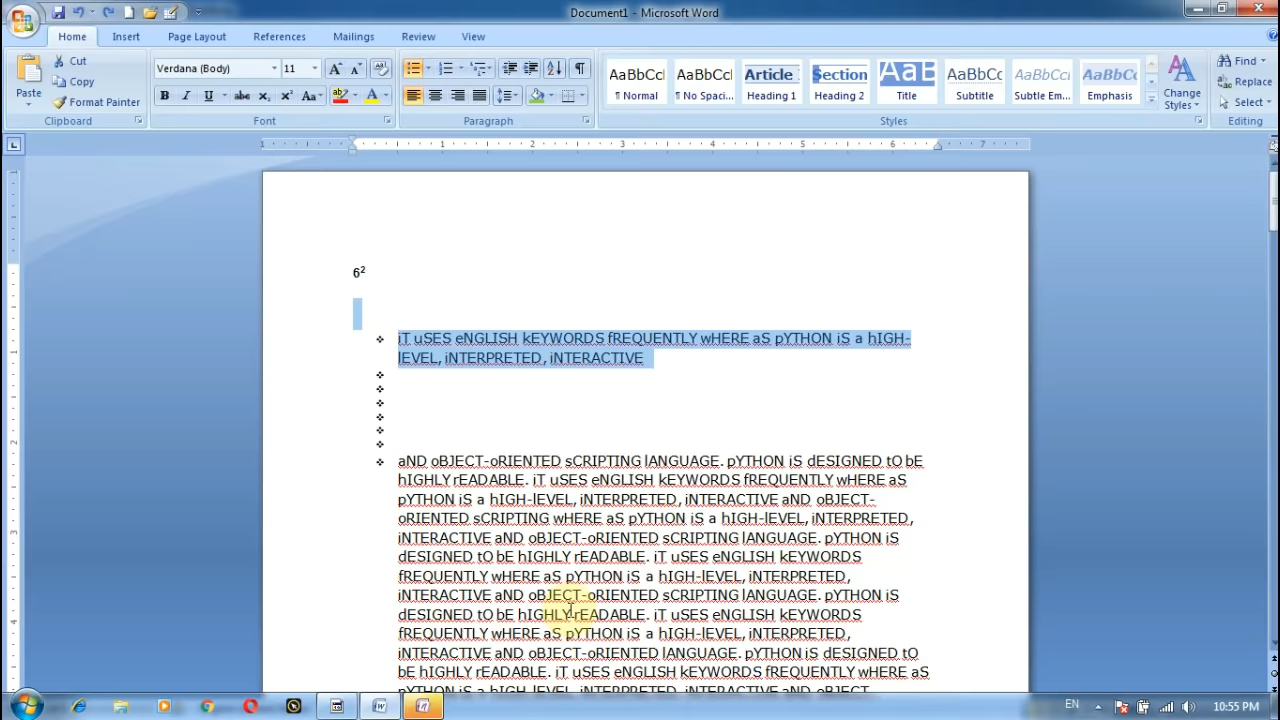 Document1 - Microsoft Word
Home Insert Page Layout References Mailings Review View
Paste
Cut
Copy
Format Painter
Clipboard
Verdana (Body) 11
Font
Paragraph
AaBbCcI AaBbCcI Article Section AaB AaBbCcI AaBbCcI AaBbCcI
¶ Normal ¶ No Spaci... Heading 1 Heading 2 Title Subtitle Subtle Em... Emphasis
Styles
Change Styles
Find
Replace
Select
Editing
6²
❖ iT uSES eNGLISH kEYWORDS fREQUENTLY wHERE aS pYTHON iS a hIGH-
lEVEL, iNTERPRETED, iNTERACTIVE
❖
❖
❖
❖
❖
❖
❖ aND oBJECT-oRIENTED sCRIPTING lANGUAGE. pYTHON iS dESIGNED tO bE
hIGHLY rEADABLE. iT uSES eNGLISH kEYWORDS fREQUENTLY wHERE aS
pYTHON iS a hIGH-lEVEL, iNTERPRETED, iNTERACTIVE aND oBJECT-
oRIENTED sCRIPTING wHERE aS pYTHON iS a hIGH-lEVEL, iNTERPRETED,
iNTERACTIVE aND oBJECT-oRIENTED sCRIPTING lANGUAGE. pYTHON iS
dESIGNED tO bE hIGHLY rEADABLE. iT uSES eNGLISH kEYWORDS
fREQUENTLY wHERE aS pYTHON iS a hIGH-lEVEL, iNTERPRETED,
iNTERACTIVE aND oBJECT-oRIENTED sCRIPTING lANGUAGE. pYTHON iS
dESIGNED tO bE hIGHLY rEADABLE. iT uSES eNGLISH kEYWORDS
fREQUENTLY wHERE aS pYTHON iS a hIGH-lEVEL, iNTERPRETED,
iNTERACTIVE aND oBJECT-oRIENTED lANGUAGE. pYTHON iS dESIGNED tO
bE hIGHLY rEADABLE. iT uSES eNGLISH kEYWORDS fREQUENTLY wHERE aS
pYTHON iS a hIGH-lEVEL, iNTERPRETED, iNTERACTIVE aND oBJECT-
EN 10:55 PM